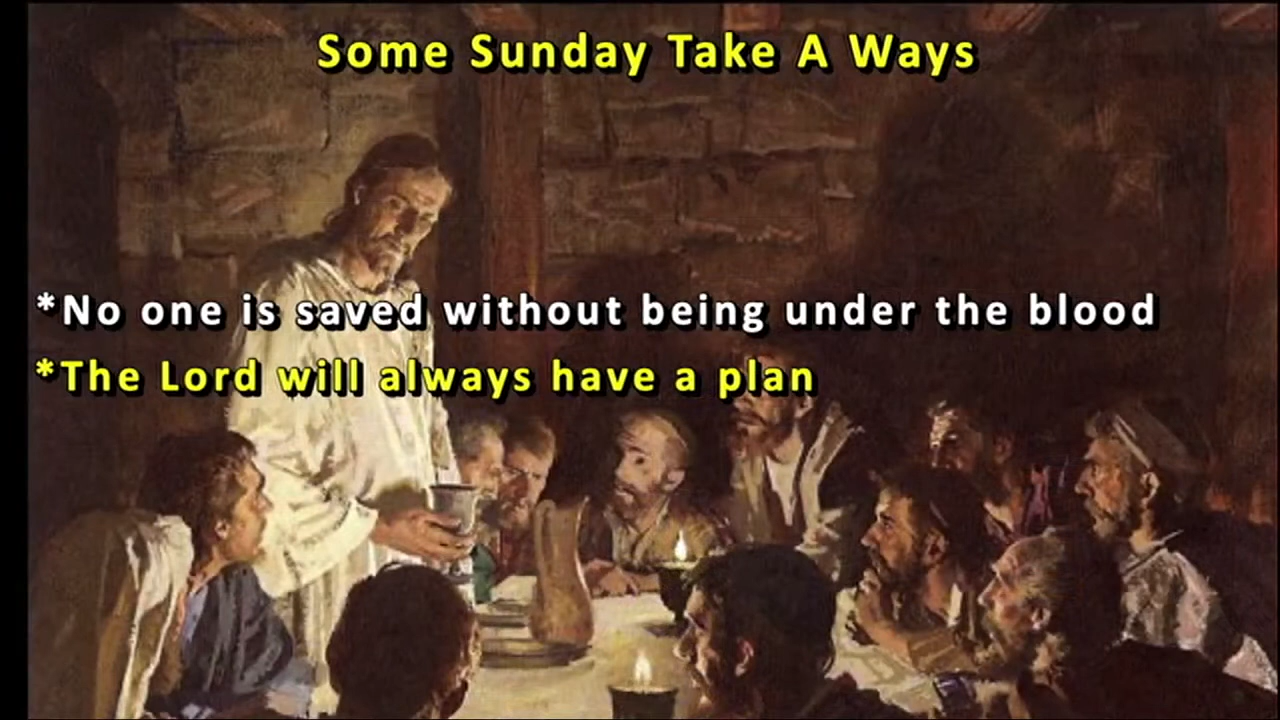 Some Sunday Take A Ways
*No one is saved without being under the blood
*The Lord will always have a plan